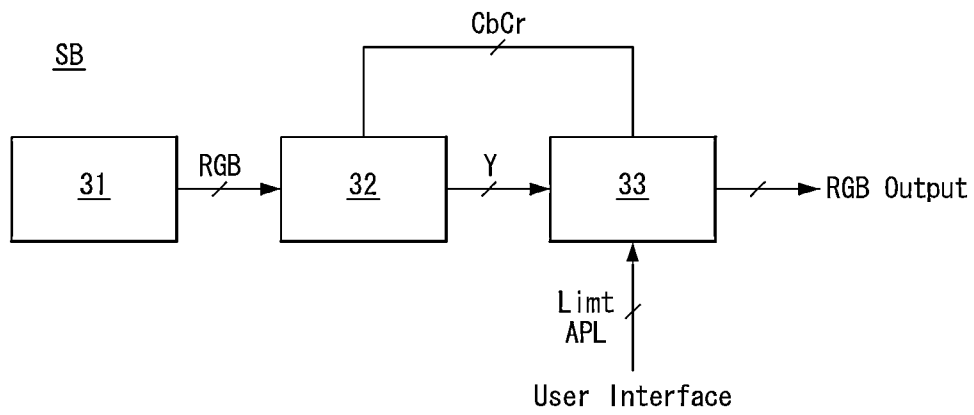 CbCr
SB
31
RGB
32
Y
33
RGB Output
Limt
APL
User Interface